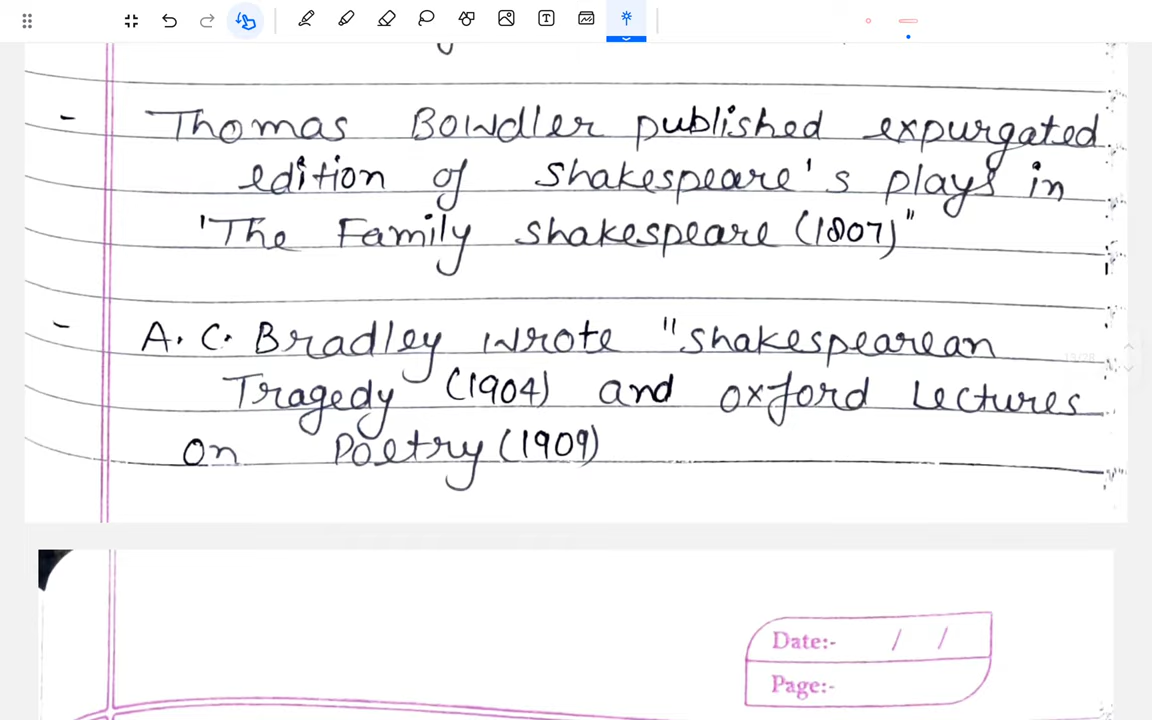 - Thomas Bowdler published expurgated
edition of Shakespeare's plays in
'The Family Shakespeare (1807)"
- A. C. Bradley wrote "Shakespearean
Tragedy (1904) and Oxford Lectures
on Poetry (1909)
Date:- / /
Page:-